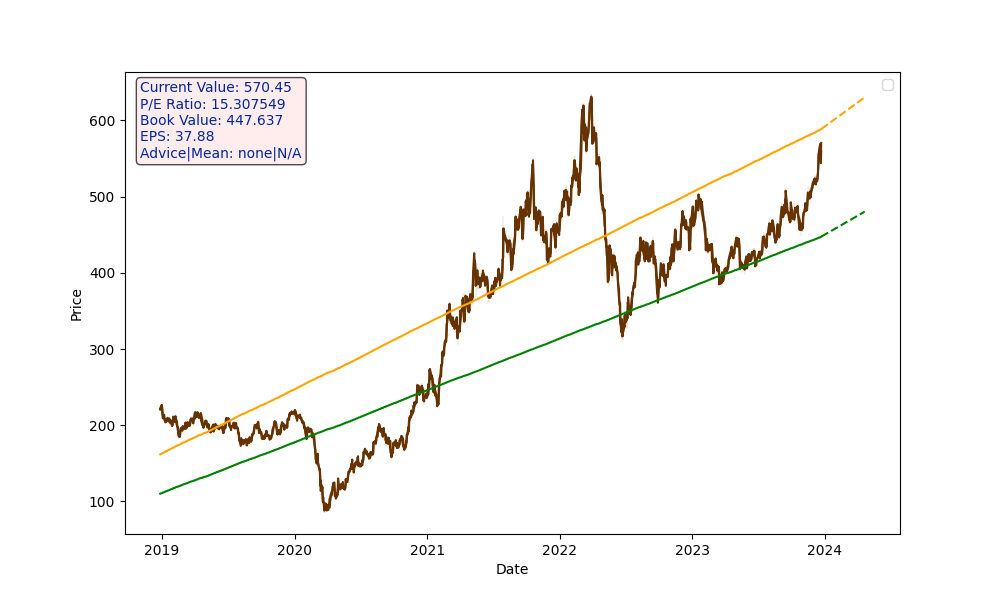 Current Value: 570.45
P/E Ratio: 15.307549
Book Value: 447.637
EPS: 37.88
Advice|Mean: none|N/A
600
500
400
300
200
100
Price
2019 2020 2021 2022 2023 2024
Date